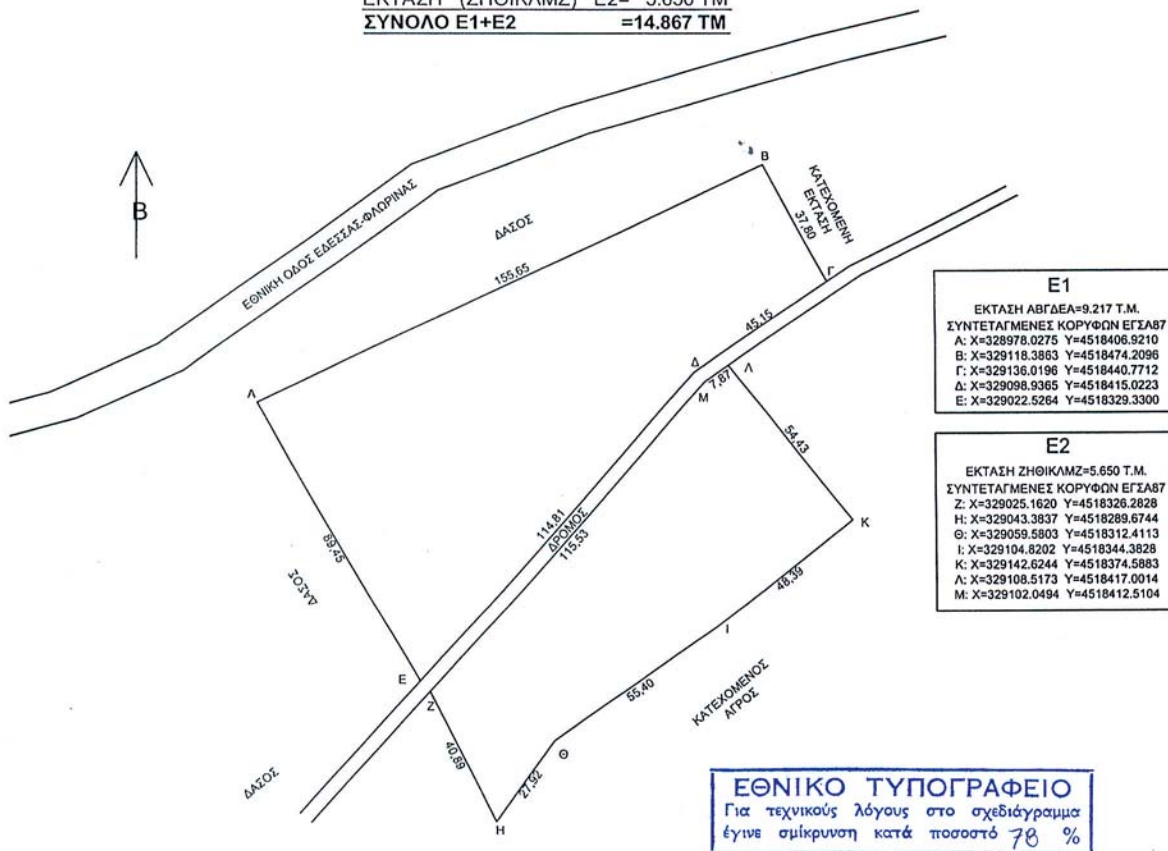 ΕΚΤΑΣΗ (ΖΗΘΙΚΛΜΖ) Ε2= 5.650 ΤΜ
ΣΥΝΟΛΟ Ε1+Ε2 =14.867 ΤΜ
Β
ΕΘΝΙΚΗ ΟΔΟΣ ΕΔΕΣΣΑΣ-ΦΛΩΡΙΝΑΣ
ΔΑΣΟΣ
155,65
Β
ΚΑΤΕΧΟΜΕΝΗ
ΕΚΤΑΣΗ
37,80
Γ
45,15
Δ
Λ
7,87
Μ
Λ
54,43
Κ
114,81
ΔΡΟΜΟΣ
115,53
89,45
ΔΑΣΟΣ
48,39
Ι
Ε
Ζ
55,40
ΚΑΤΕΧΟΜΕΝΟΣ
ΑΓΡΟΣ
40,89
Θ
27,92
ΔΑΣΟΣ
Η
Ε1
ΕΚΤΑΣΗ ΑΒΓΔΕΑ=9.217 Τ.Μ.
ΣΥΝΤΕΤΑΓΜΕΝΕΣ ΚΟΡΥΦΩΝ ΕΓΣΑ87
Α: Χ=328978.0275 Υ=4518406.9210
Β: Χ=329118.3863 Υ=4518474.2096
Γ: Χ=329136.0196 Υ=4518440.7712
Δ: Χ=329098.9365 Υ=4518415.0223
Ε: Χ=329022.5264 Υ=4518329.3300
Ε2
ΕΚΤΑΣΗ ΖΗΘΙΚΛΜΖ=5.650 Τ.Μ.
ΣΥΝΤΕΤΑΓΜΕΝΕΣ ΚΟΡΥΦΩΝ ΕΓΣΑ87
Ζ: Χ=329025.1620 Υ=4518326.2828
Η: Χ=329043.3837 Υ=4518289.6744
Θ: Χ=329059.5803 Υ=4518312.4113
Ι: Χ=329104.8202 Υ=4518344.3828
Κ: Χ=329142.6244 Υ=4518374.5883
Λ: Χ=329108.5173 Υ=4518417.0014
Μ: Χ=329102.0494 Υ=4518412.5104
ΕΘΝΙΚΟ ΤΥΠΟΓΡΑΦΕΙΟ
Για τεχνικούς λόγους στο σχεδιάγραμμα
έγινε σμίκρυνση κατά ποσοστό 78 %